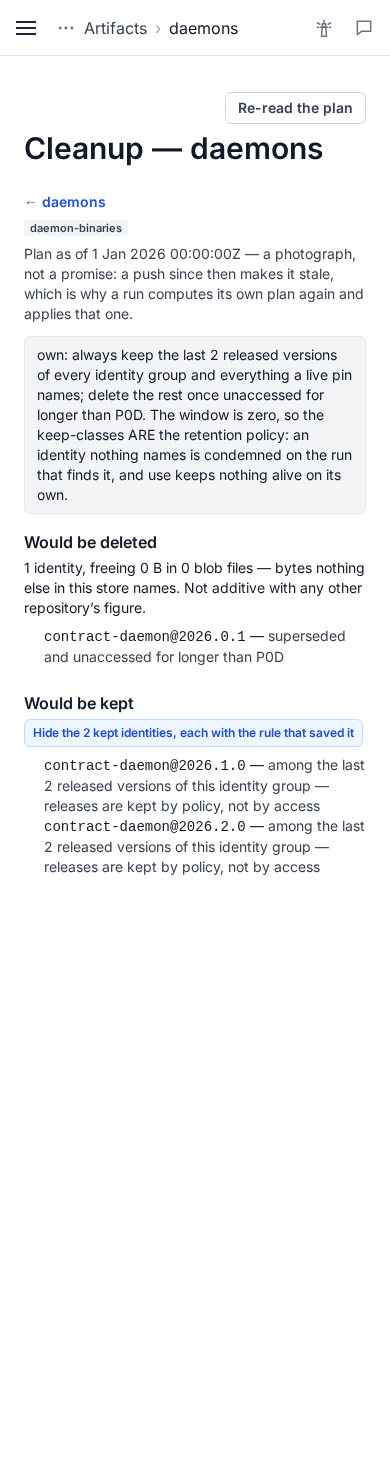 Artifacts › daemons
Re-read the plan
Cleanup — daemons
← daemons
daemon-binaries
Plan as of 1 Jan 2026 00:00:00Z — a photograph,
not a promise: a push since then makes it stale,
which is why a run computes its own plan again and
applies that one.
own: always keep the last 2 released versions
of every identity group and everything a live pin
names; delete the rest once unaccessed for
longer than P0D. The window is zero, so the
keep-classes ARE the retention policy: an
identity nothing names is condemned on the run
that finds it, and use keeps nothing alive on its
own.
Would be deleted
1 identity, freeing 0 B in 0 blob files — bytes nothing
else in this store names. Not additive with any other
repository’s figure.
contract-daemon@2026.0.1 — superseded
and unaccessed for longer than P0D
Would be kept
Hide the 2 kept identities, each with the rule that saved it
contract-daemon@2026.1.0 — among the last
2 released versions of this identity group —
releases are kept by policy, not by access
contract-daemon@2026.2.0 — among the last
2 released versions of this identity group —
releases are kept by policy, not by access